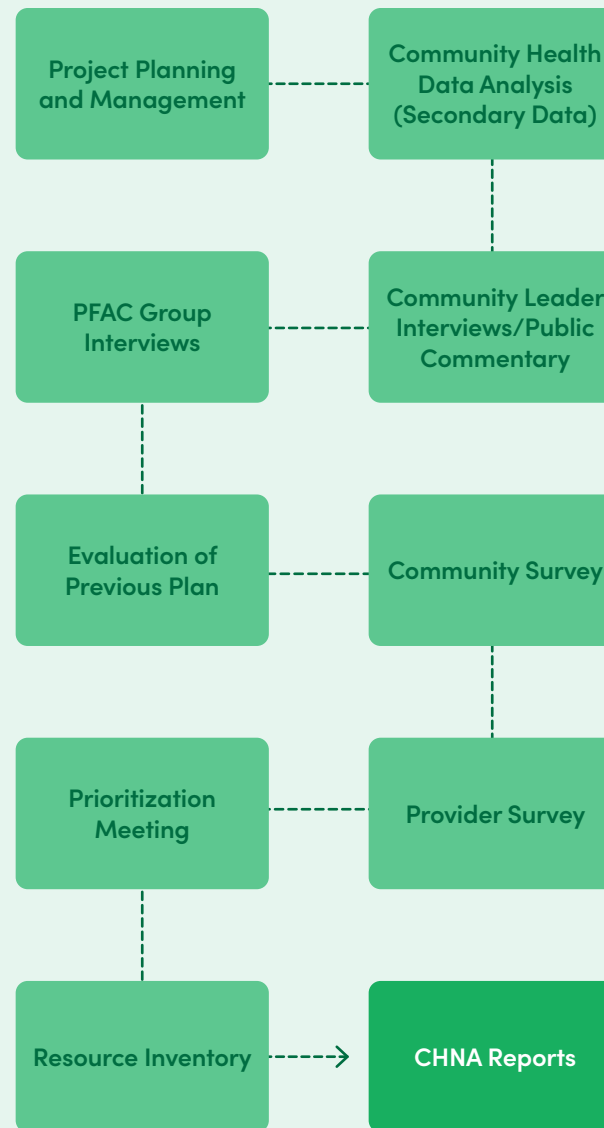 Project Planning
and Management
Community Health
Data Analysis
(Secondary Data)
PFAC Group
Interviews
Community Leader
Interviews/Public
Commentary
Evaluation of
Previous Plan
Community Survey
Prioritization
Meeting
Provider Survey
Resource Inventory
CHNA Reports